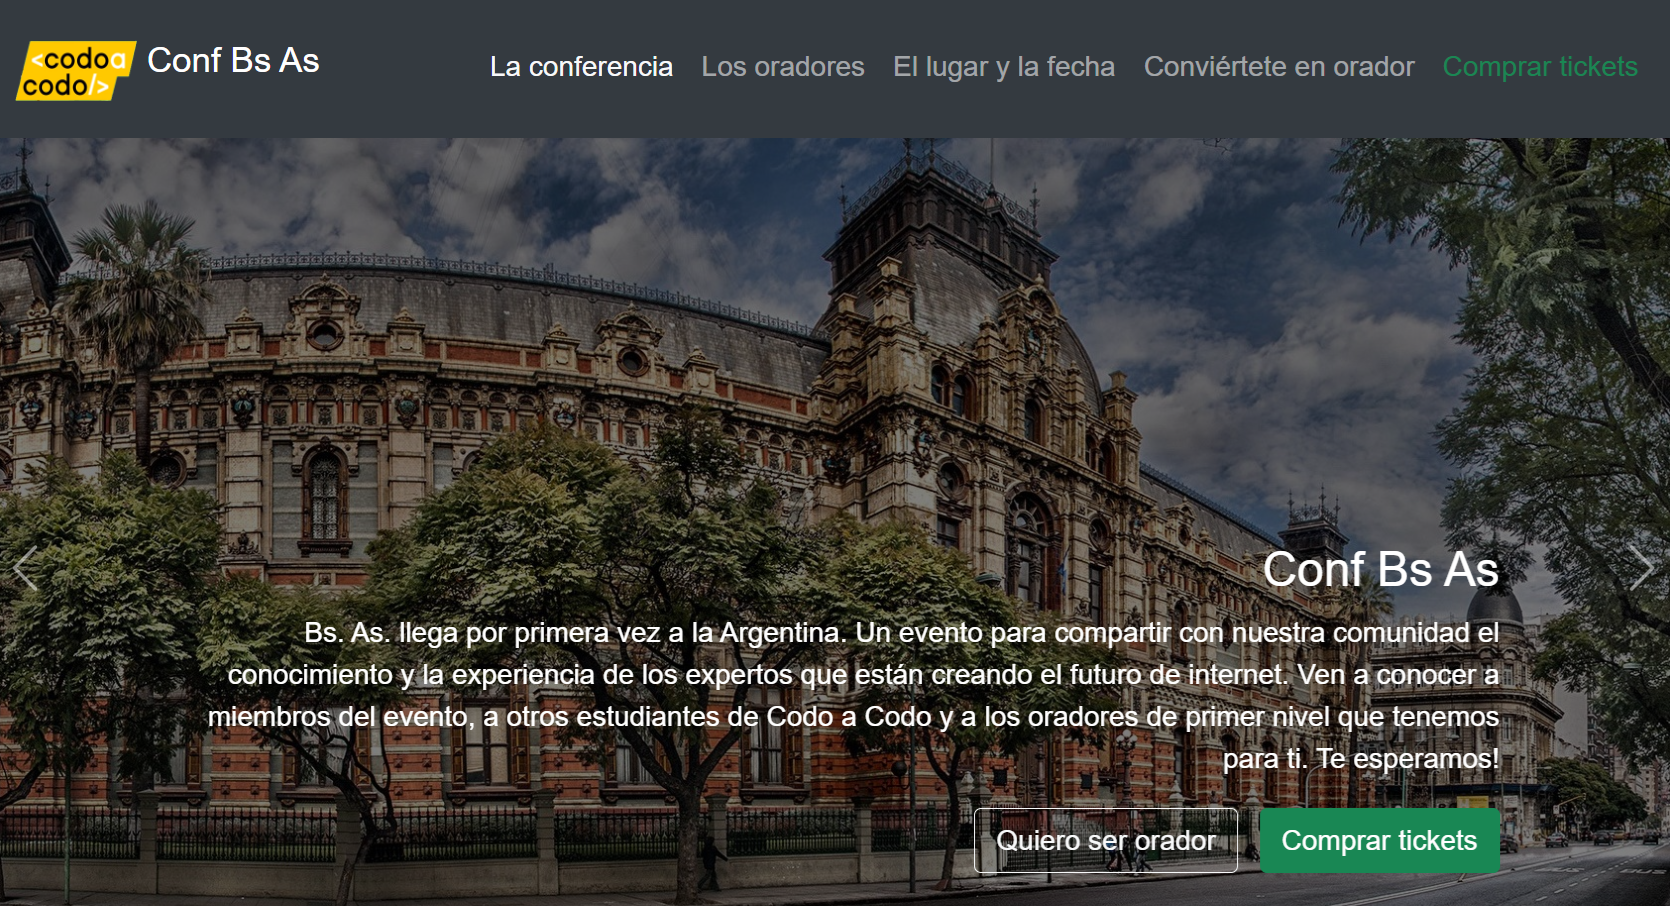 <codo a
codo/>
Conf Bs As
La conferencia
Los oradores
El lugar y la fecha
Conviértete en orador
Comprar tickets
Conf Bs As
Bs. As. llega por primera vez a la Argentina. Un evento para compartir con nuestra comunidad el
conocimiento y la experiencia de los expertos que están creando el futuro de internet. Ven a conocer a
miembros del evento, a otros estudiantes de Codo a Codo y a los oradores de primer nivel que tenemos
para ti. Te esperamos!
Quiero ser orador
Comprar tickets
BUS